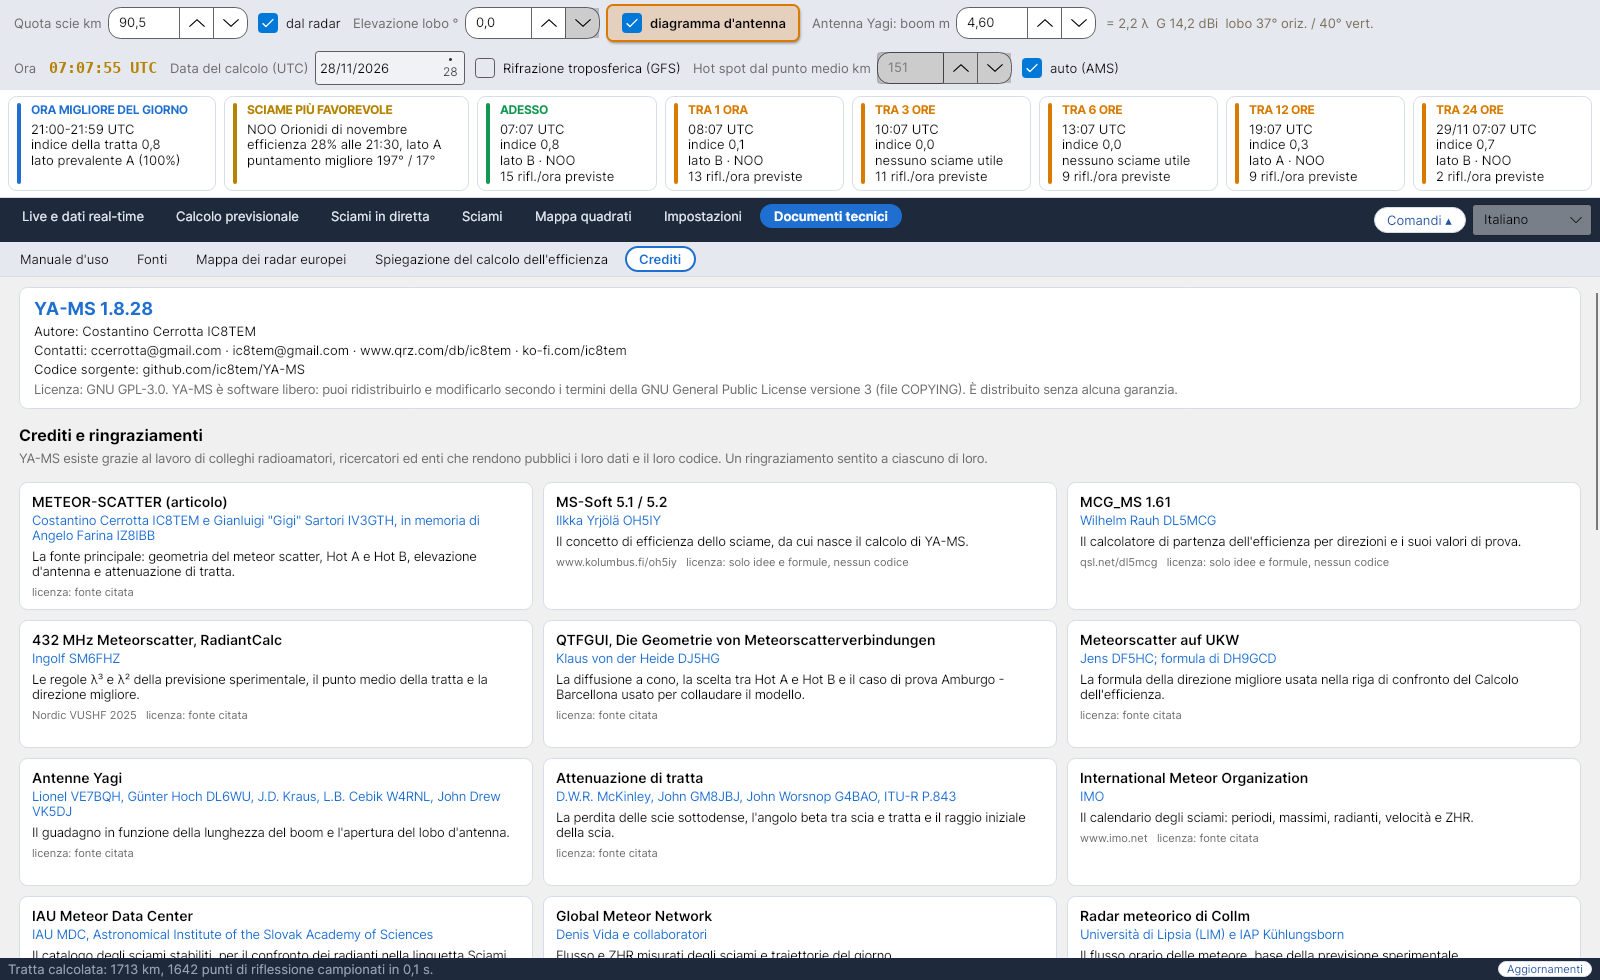 Quota scie km 90,5 dal radar Elevazione lobo ° 0,0 diagramma d'antenna Antenna Yagi: boom m 4,60 = 2,2 λ G 14,2 dBi lobo 37° oriz. / 40° vert.
Ora 07:07:55 UTC Data del calcolo (UTC) 28/11/2026 28 Rifrazione troposferica (GFS) Hot spot dal punto medio km 151 auto (AMS)
ORA MIGLIORE DEL GIORNO
21:00-21:59 UTC
indice della tratta 0,8
lato prevalente A (100%)
SCIAME PIÙ FAVOREVOLE
NOO Orionidi di novembre
efficienza 28% alle 21:30, lato A
puntamento migliore 197° / 17°
ADESSO
07:07 UTC
indice 0,8
lato B · NOO
15 rifl./ora previste
TRA 1 ORA
08:07 UTC
indice 0,1
lato B · NOO
13 rifl./ora previste
TRA 3 ORE
10:07 UTC
indice 0,0
nessuno sciame utile
11 rifl./ora previste
TRA 6 ORE
13:07 UTC
indice 0,0
nessuno sciame utile
9 rifl./ora previste
TRA 12 ORE
19:07 UTC
indice 0,3
lato A · NOO
9 rifl./ora previste
TRA 24 ORE
29/11 07:07 UTC
indice 0,7
lato B · NOO
2 rifl./ora previste
Live e dati real-time Calcolo previsionale Sciami in diretta Sciami Mappa quadrati Impostazioni Documenti tecnici Comandi ▴ Italiano
Manuale d'uso Fonti Mappa dei radar europei Spiegazione del calcolo dell'efficienza Crediti
YA-MS 1.8.28
Autore: Costantino Cerrotta IC8TEM
Contatti: ccerrotta@gmail.com · ic8tem@gmail.com · www.qrz.com/db/ic8tem · ko-fi.com/ic8tem
Codice sorgente: github.com/ic8tem/YA-MS
Licenza: GNU GPL-3.0. YA-MS è software libero: puoi ridistribuirlo e modificarlo secondo i termini della GNU General Public License versione 3 (file COPYING). È distribuito senza alcuna garanzia.
Crediti e ringraziamenti
YA-MS esiste grazie al lavoro di colleghi radioamatori, ricercatori ed enti che rendono pubblici i loro dati e il loro codice. Un ringraziamento sentito a ciascuno di loro.
METEOR-SCATTER (articolo)
Costantino Cerrotta IC8TEM e Gianluigi "Gigi" Sartori IV3GTH, in memoria di
Angelo Farina IZ8IBB
La fonte principale: geometria del meteor scatter, Hot A e Hot B, elevazione
d'antenna e attenuazione di tratta.
licenza: fonte citata
MS-Soft 5.1 / 5.2
Ilkka Yrjölä OH5IY
Il concetto di efficienza dello sciame, da cui nasce il calcolo di YA-MS.
www.kolumbus.fi/oh5iy licenza: solo idee e formule, nessun codice
MCG_MS 1.61
Wilhelm Rauh DL5MCG
Il calcolatore di partenza dell'efficienza per direzioni e i suoi valori di prova.
qsl.net/dl5mcg licenza: solo idee e formule, nessun codice
432 MHz Meteorscatter, RadiantCalc
Ingolf SM6FHZ
Le regole λ³ e λ² della previsione sperimentale, il punto medio della tratta e la
direzione migliore.
Nordic VUSHF 2025 licenza: fonte citata
QTFGUI, Die Geometrie von Meteorscatterverbindungen
Klaus von der Heide DJ5HG
La diffusione a cono, la scelta tra Hot A e Hot B e il caso di prova Amburgo -
Barcellona usato per collaudare il modello.
licenza: fonte citata
Meteorscatter auf UKW
Jens DF5HC; formula di DH9GCD
La formula della direzione migliore usata nella riga di confronto del Calcolo
dell'efficienza.
licenza: fonte citata
Antenne Yagi
Lionel VE7BQH, Günter Hoch DL6WU, J.D. Kraus, L.B. Cebik W4RNL, John Drew
VK5DJ
Il guadagno in funzione della lunghezza del boom e l'apertura del lobo d'antenna.
licenza: fonte citata
Attenuazione di tratta
D.W.R. McKinley, John GM8JBJ, John Worsnop G4BAO, ITU-R P.843
La perdita delle scie sottodense, l'angolo beta tra scia e tratta e il raggio iniziale
della scia.
licenza: fonte citata
International Meteor Organization
IMO
Il calendario degli sciami: periodi, massimi, radianti, velocità e ZHR.
www.imo.net licenza: fonte citata
IAU Meteor Data Center
IAU MDC, Astronomical Institute of the Slovak Academy of Sciences
Il catalogo degli sciami stabiliti, per il confronto dei radianti nella linguetta Sciami.
Global Meteor Network
Denis Vida e collaboratori
Flusso e ZHR misurati degli sciami e traiettorie del giorno.
Radar meteorico di Collm
Università di Lipsia (LIM) e IAP Kühlungsborn
Il flusso orario delle meteore, base della previsione sperimentale.
Tratta calcolata: 1713 km, 1642 punti di riflessione campionati in 0,1 s. Aggiornamenti